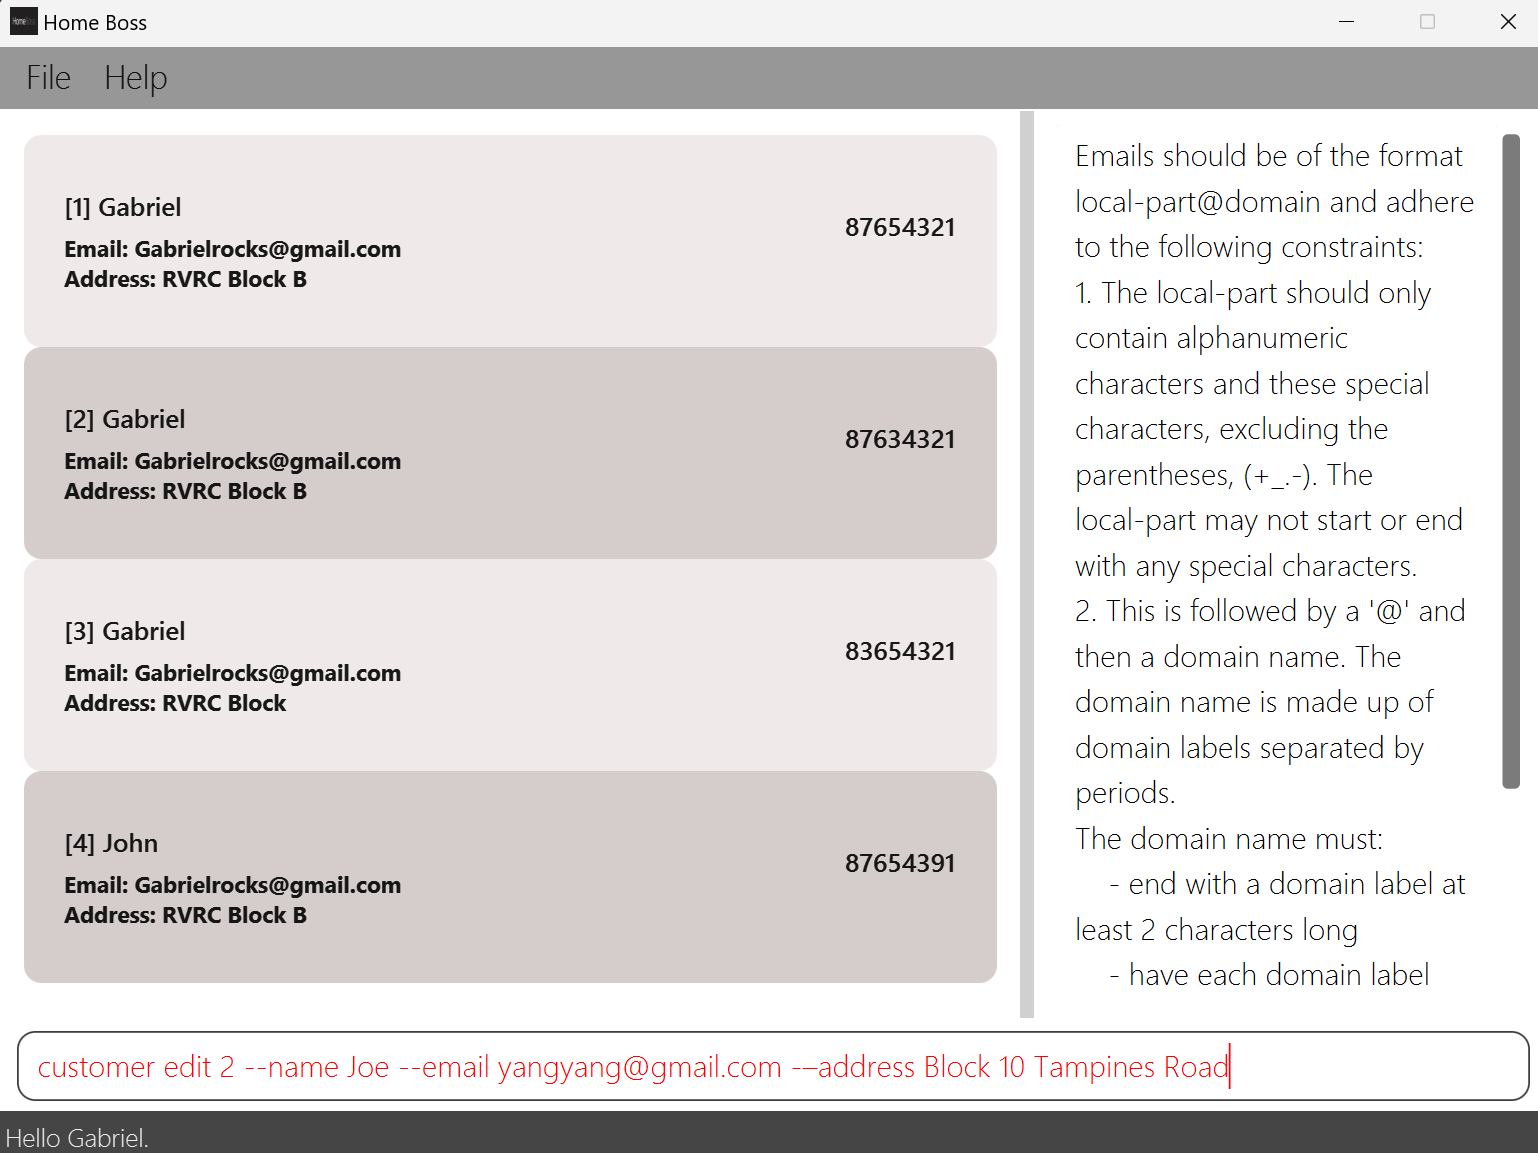 Home Boss
File Help
[1] Gabriel
87654321
Email: Gabrielrocks@gmail.com
Address: RVRC Block B
[2] Gabriel
87634321
Email: Gabrielrocks@gmail.com
Address: RVRC Block B
[3] Gabriel
83654321
Email: Gabrielrocks@gmail.com
Address: RVRC Block
[4] John
87654391
Email: Gabrielrocks@gmail.com
Address: RVRC Block B
Emails should be of the format
local-part@domain and adhere
to the following constraints:
1. The local-part should only
contain alphanumeric
characters and these special
characters, excluding the
parentheses, (+_.-). The
local-part may not start or end
with any special characters.
2. This is followed by a '@' and
then a domain name. The
domain name is made up of
domain labels separated by
periods.
The domain name must:
- end with a domain label at
least 2 characters long
- have each domain label
customer edit 2 --name Joe --email yangyang@gmail.com -–address Block 10 Tampines Road
Hello Gabriel.